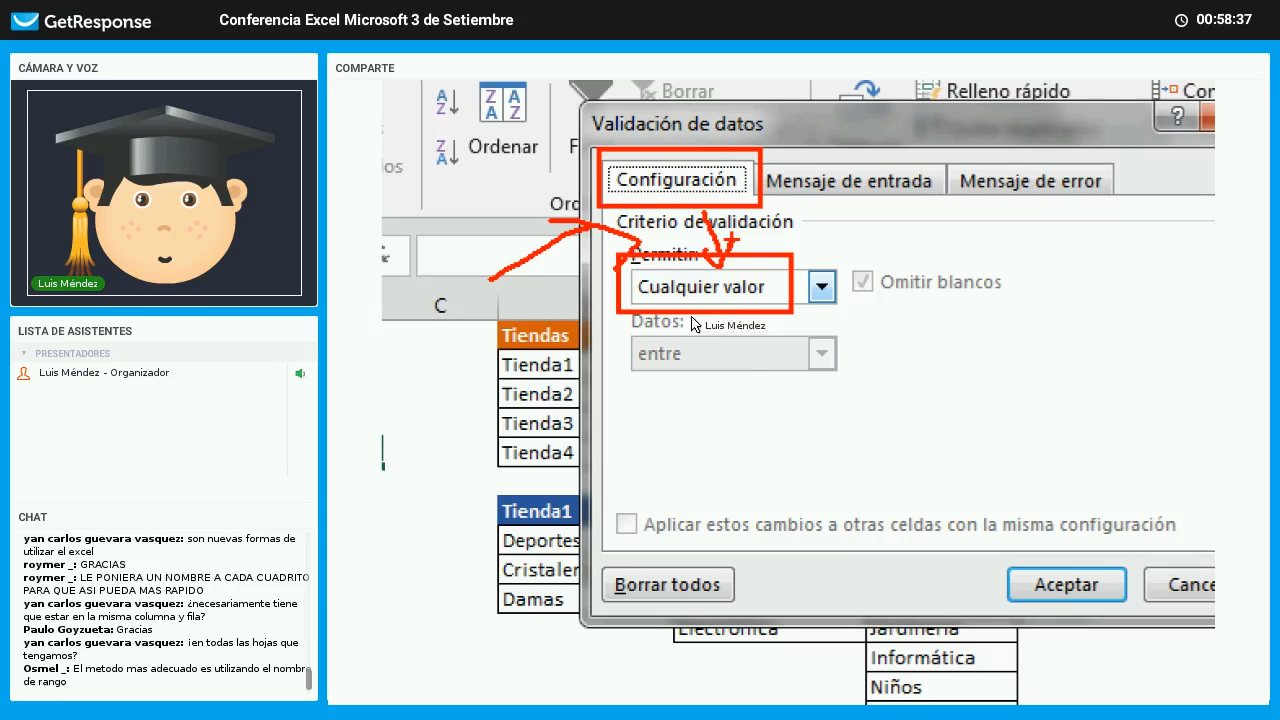 GetResponse
Conferencia Excel Microsoft 3 de Setiembre
00:58:37
CÁMARA Y VOZ
Luis Méndez
LISTA DE ASISTENTES
PRESENTADORES
Luis Méndez - Organizador
CHAT
yan carlos guevara vasquez: son nuevas formas de
utilizar el excel
roymer _: GRACIAS
roymer _: LE PONIERA UN NOMBRE A CADA CUADRITO
PARA QUE ASI PUEDA MAS RAPIDO
yan carlos guevara vasquez: ¿necesariamente tiene
que estar en la misma columna y fila?
Paulo Goyzueta: Gracias
yan carlos guevara vasquez: ¡en todas las hojas que
tengamos?
Osmel _: El metodo mas adecuado es utilizando el nombre
de rango
COMPARTE
Borrar
Relleno rápido
Ordenar
Validación de datos
?
Configuración
Mensaje de entrada
Mensaje de error
Criterio de validación
Permitir
Cualquier valor
Omitir blancos
Datos:
Luis Méndez
entre
Aplicar estos cambios a otras celdas con la misma configuración
Borrar todos
Aceptar
C
Tiendas
Tienda1
Tienda2
Tienda3
Tienda4
Tienda1
Deportes
Damas
Electrónica
Jardinería
Informática
Niños